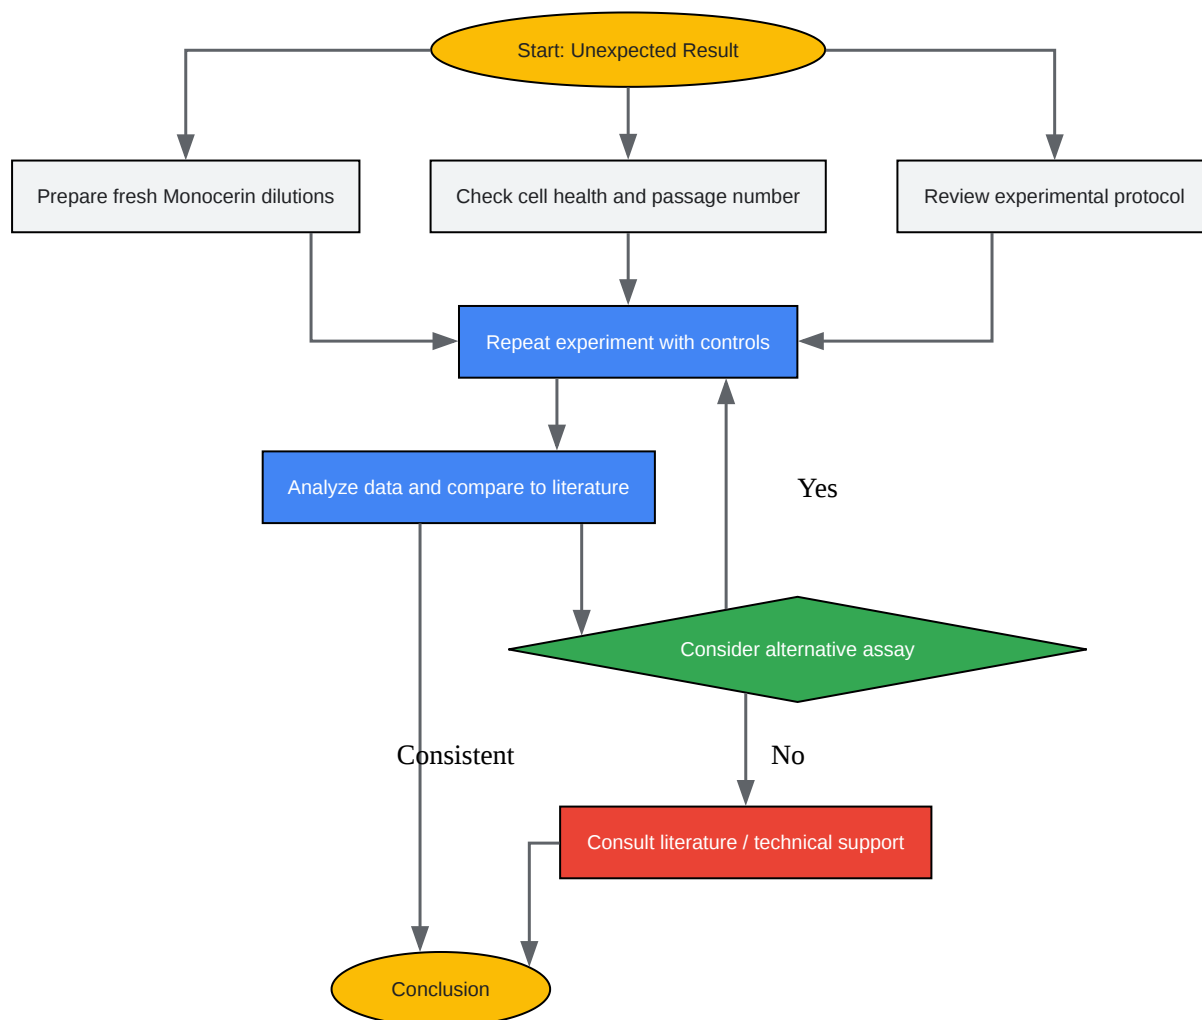 Start: Unexpected Result
Prepare fresh Monocerin dilutions
Check cell health and passage number
Review experimental protocol
Repeat experiment with controls
Analyze data and compare to literature
Yes
Consider alternative assay
Consistent
No
Consult literature / technical support
Conclusion